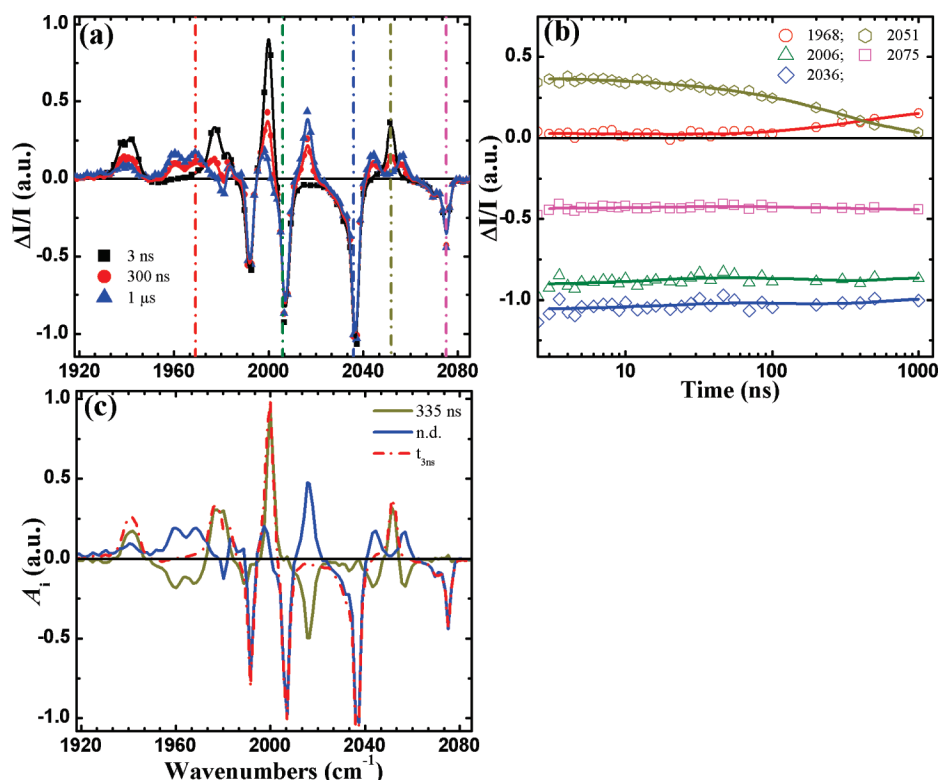 (a)
ΔI/I (a.u.)
1.0
0.5
0.0
-0.5
-1.0
3 ns
300 ns
1 μs
1920 1960 2000 2040 2080
(b)
1968; 2051
2006; 2075
2036;
ΔI/I (a.u.)
0.5
0.0
-0.5
-1.0
10 100 1000
Time (ns)
(c)
335 ns
n.d.
t3ns
Ai (a.u.)
1.0
0.5
0.0
-0.5
-1.0
1920 1960 2000 2040 2080
Wavenumbers (cm-1)